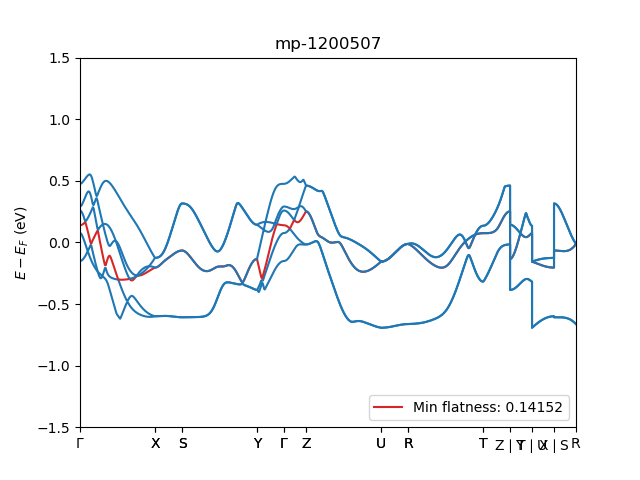 mp-1200507
E − E_F (eV)
1.5
1.0
0.5
0.0
−0.5
−1.0
−1.5
Min flatness: 0.14152
Γ X S Y Γ Z U R T Z | Y T | U X | S R